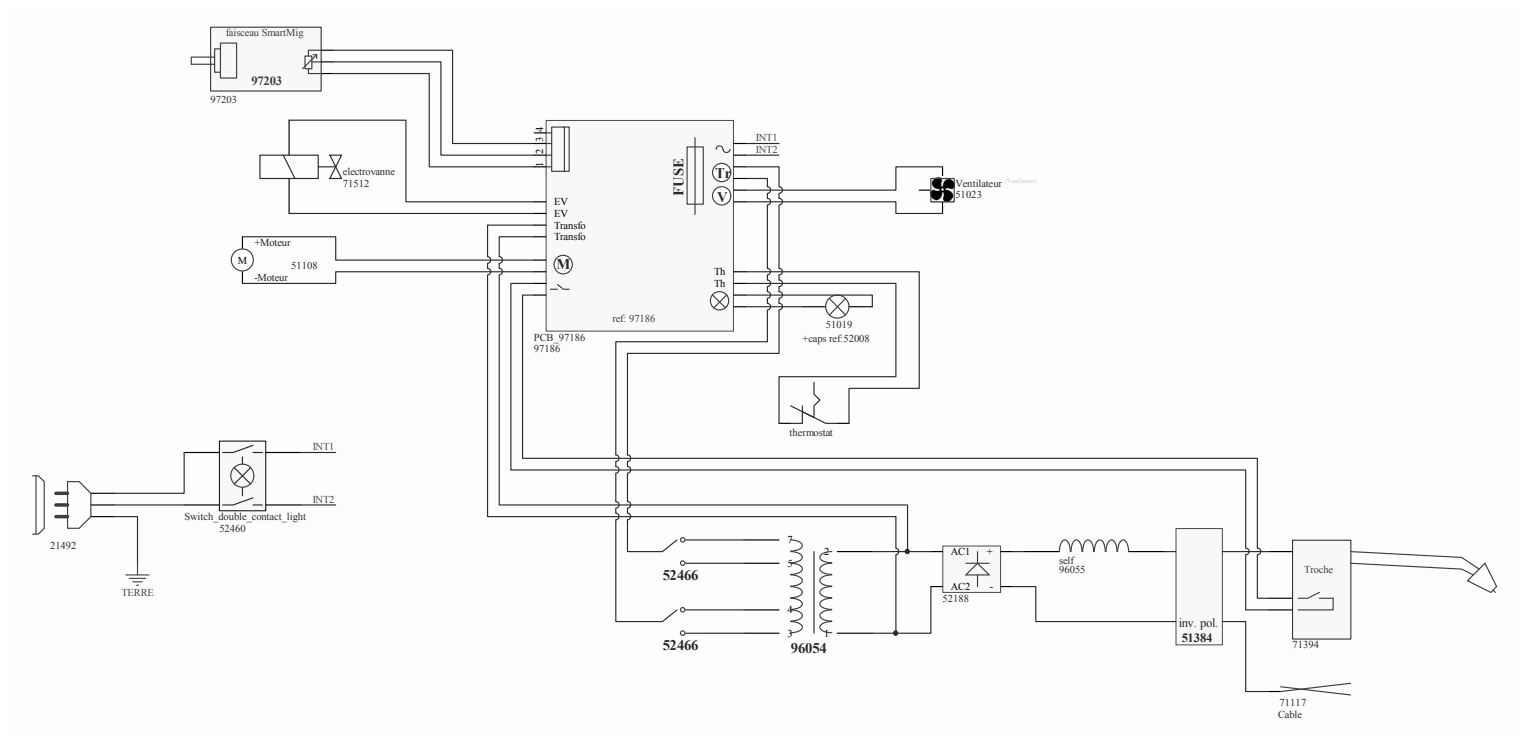 faisceau SmartMig
97203
97203
electrovanne
71512
+Moteur
M
51108
-Moteur
4
3
2
1
EV
EV
Transfo
Transfo
M
FUSE
Tr
V
Th
Th
ref: 97186
PCB_97186
97186
INT1
INT2
Ventilateur
51023
(Ventilateur)
51019
+caps ref:52008
thermostat
INT1
INT2
Switch_double_contact_light
52460
21492
TERRE
52466
52466
7
5
4
3
2
1
96054
AC1
+
AC2
-
52188
self
96055
inv. pol.
51384
Troche
71394
71117
Cable